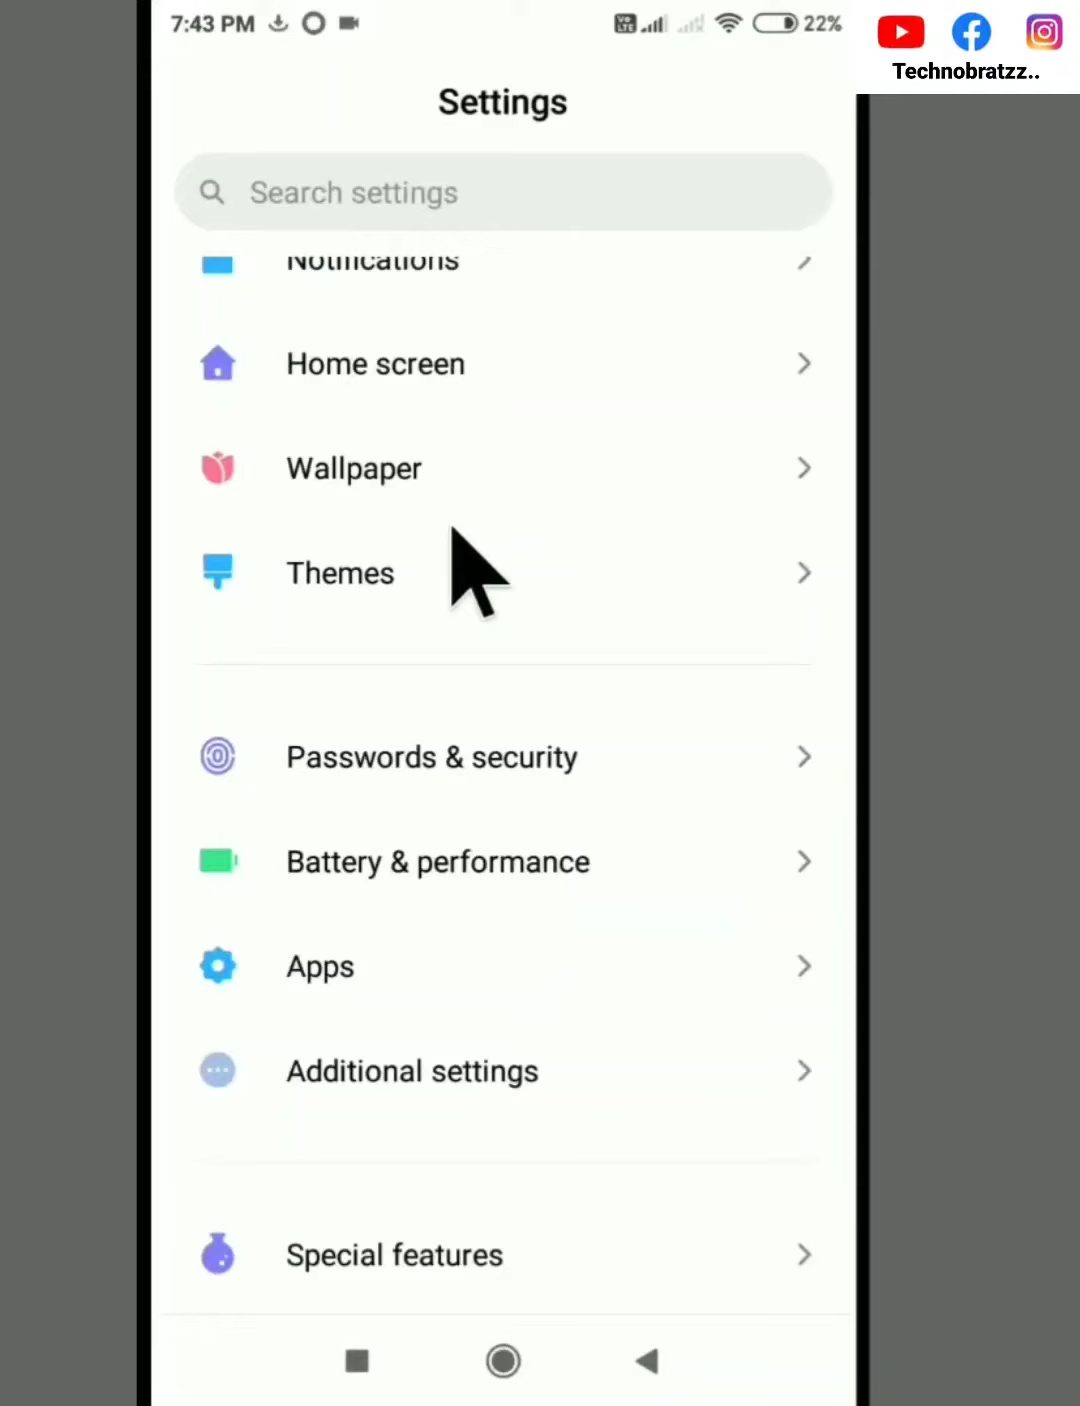 7:43 PM
22%
Technobratzz..
Settings
Search settings
Notifications
Home screen
Wallpaper
Themes
Passwords & security
Battery & performance
Apps
Additional settings
Special features